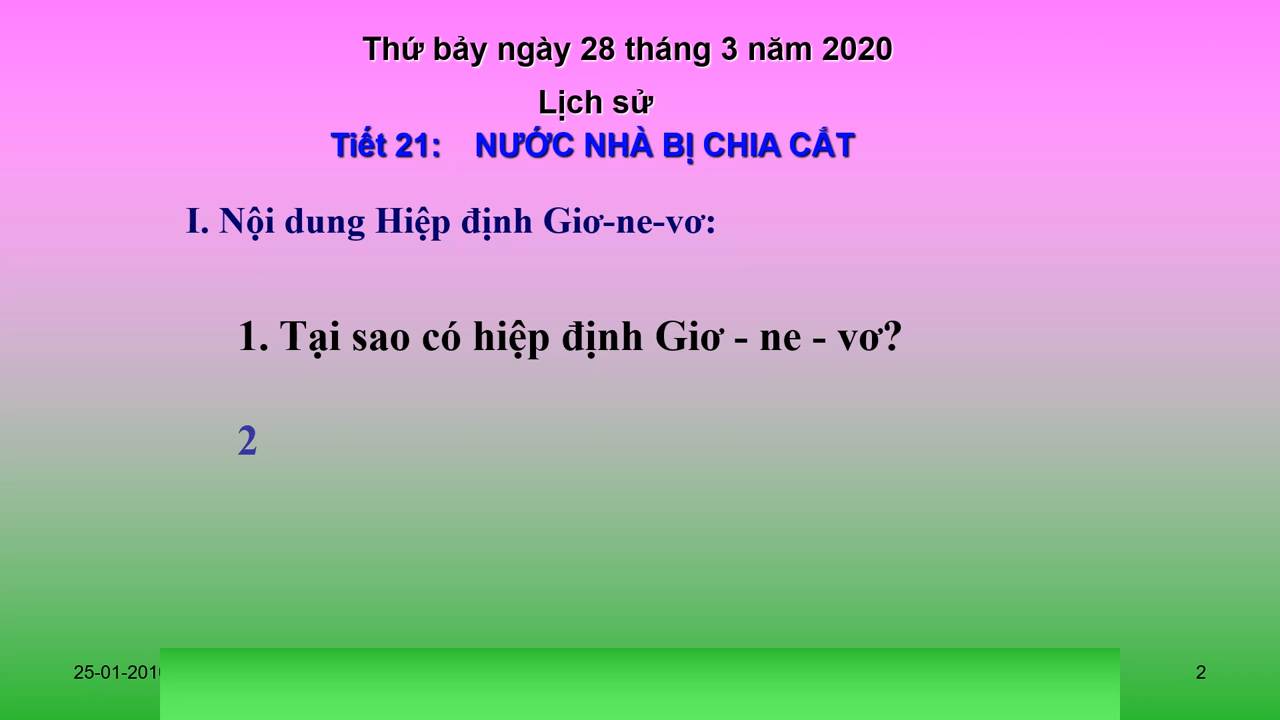 Thứ bảy ngày 28 tháng 3 năm 2020
Lịch sử
Tiết 21: NƯỚC NHÀ BỊ CHIA CẮT
I. Nội dung Hiệp định Giơ-ne-vơ:
1. Tại sao có hiệp định Giơ - ne - vơ?
2
2